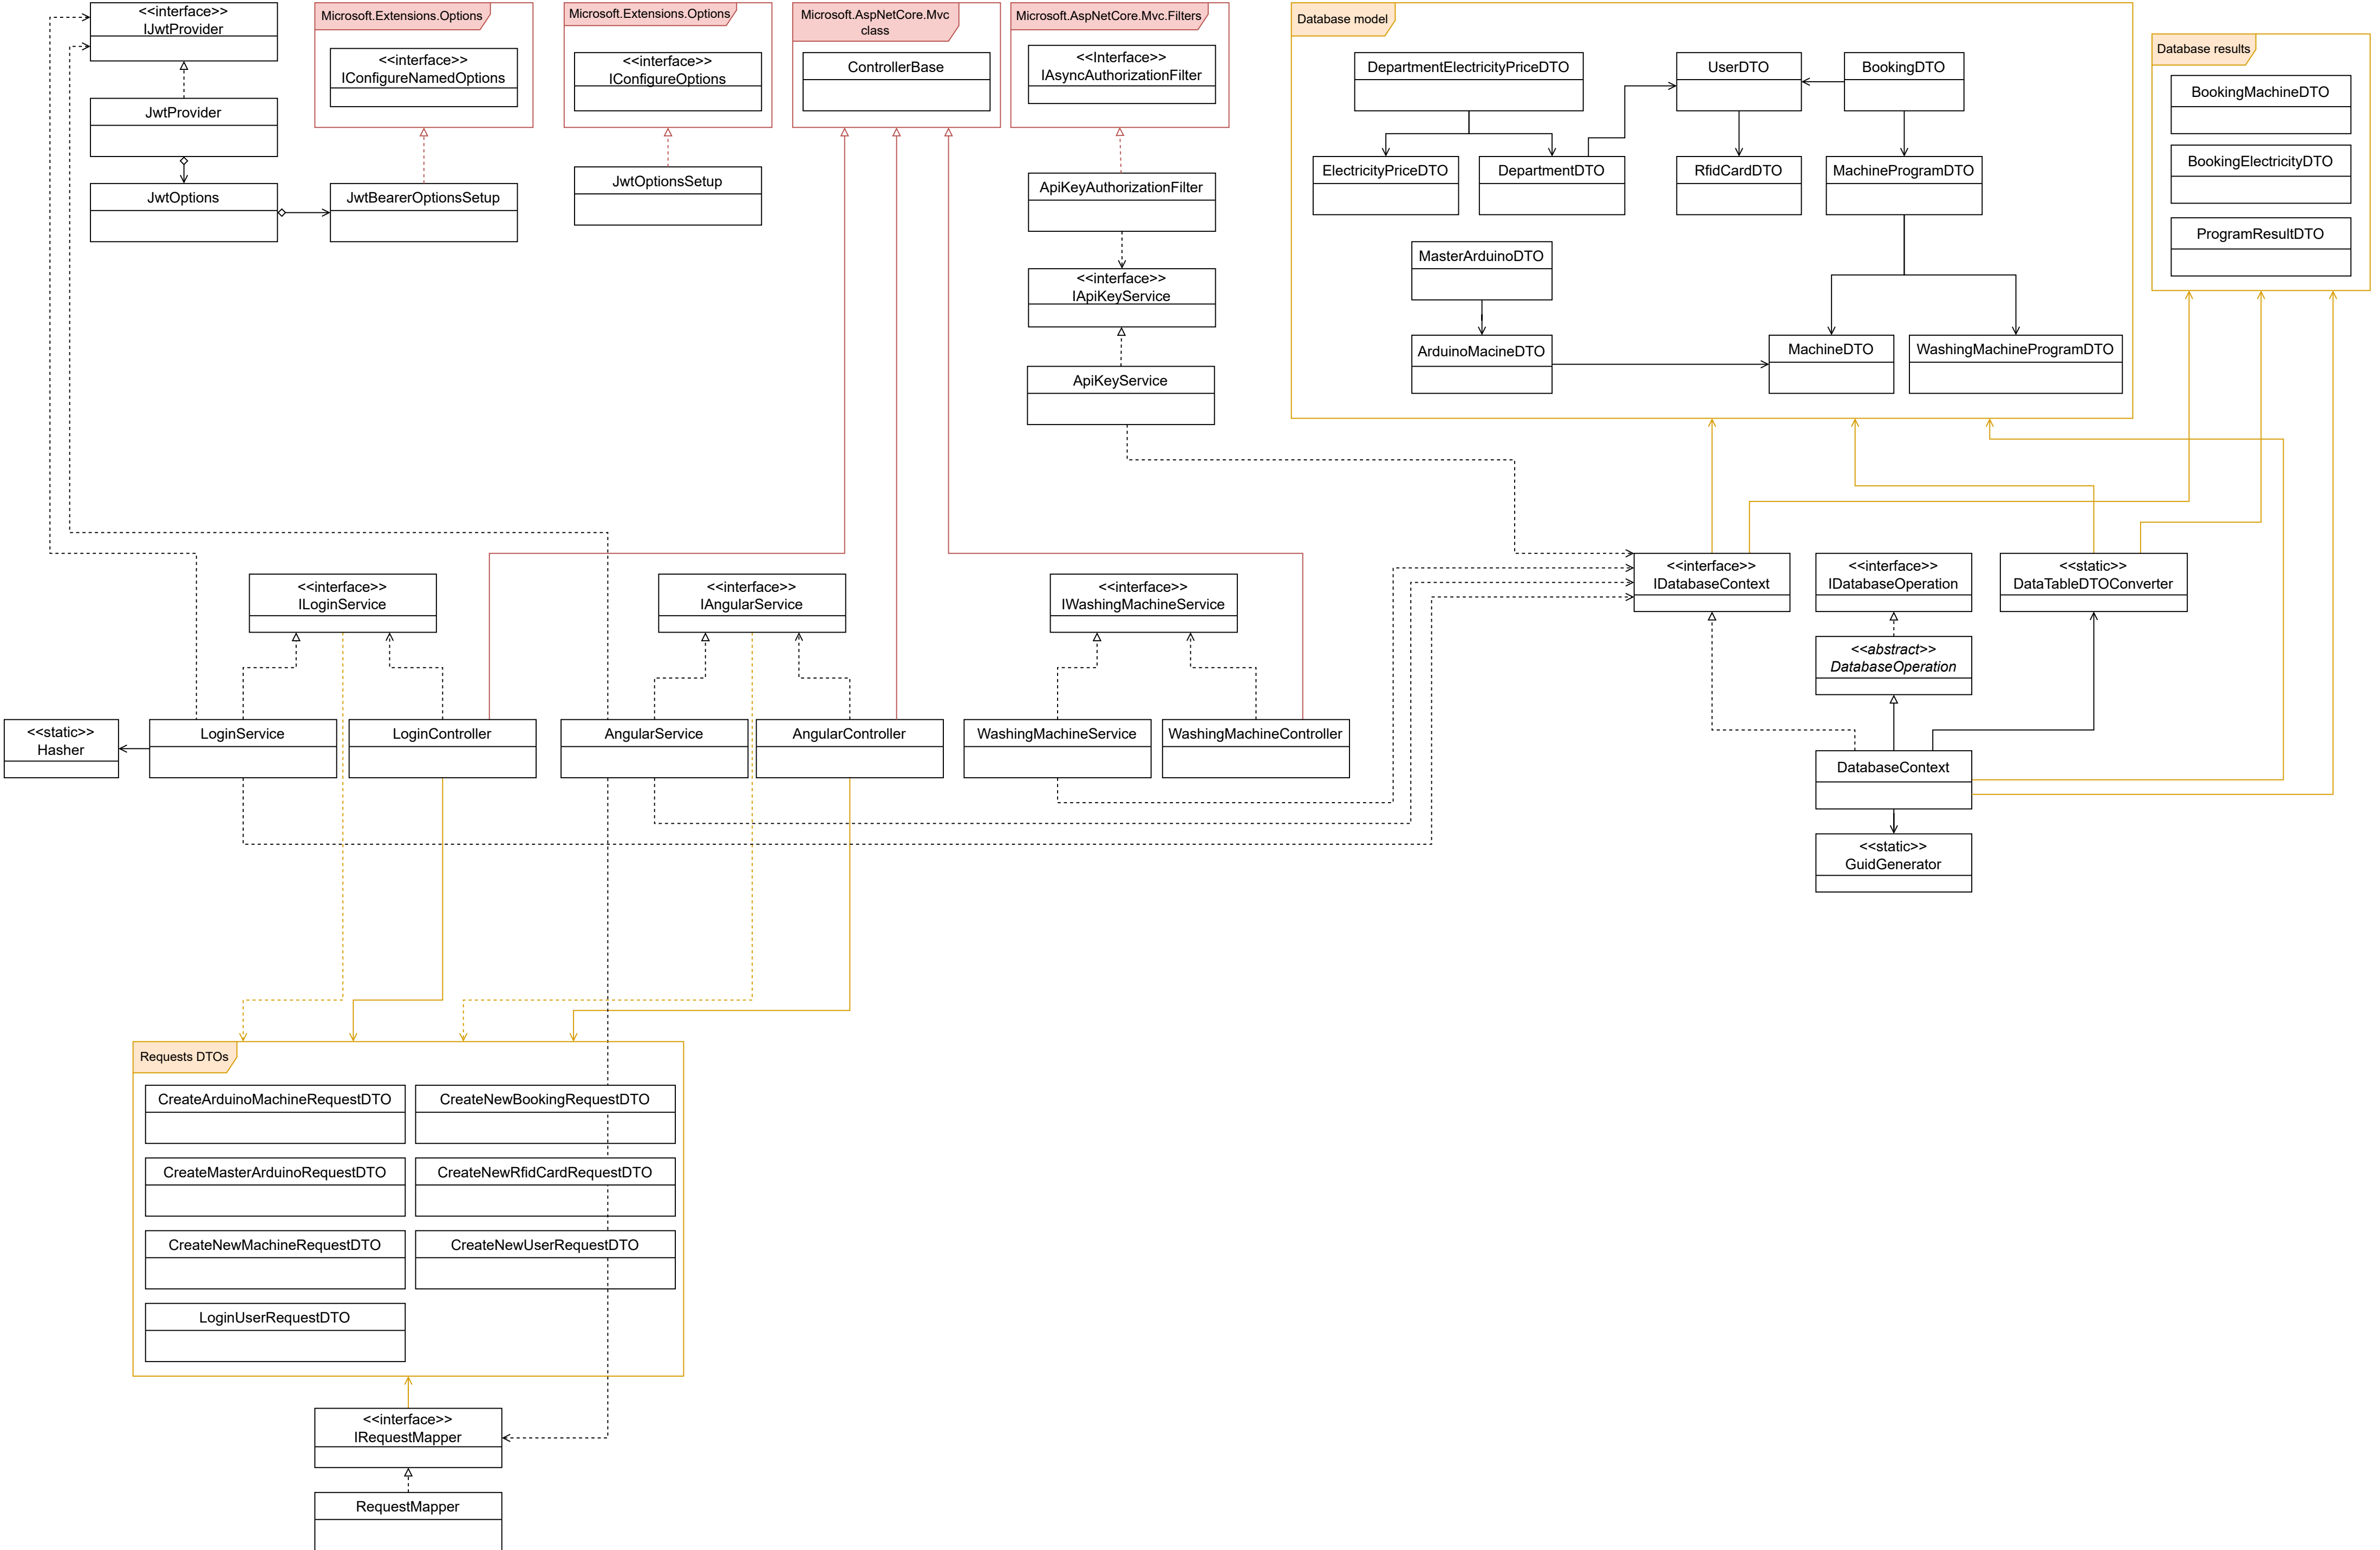 <<interface>>
IJwtProvider
JwtProvider
JwtOptions
Microsoft.Extensions.Options
<<interface>>
IConfigureNamedOptions
JwtBearerOptionsSetup
Microsoft.Extensions.Options
<<interface>>
IConfigureOptions
JwtOptionsSetup
Microsoft.AspNetCore.Mvc
class
ControllerBase
Microsoft.AspNetCore.Mvc.Filters
<<Interface>>
IAsyncAuthorizationFilter
ApiKeyAuthorizationFilter
<<interface>>
IApiKeyService
ApiKeyService
Database model
DepartmentElectricityPriceDTO
UserDTO
BookingDTO
ElectricityPriceDTO
DepartmentDTO
RfidCardDTO
MachineProgramDTO
MasterArduinoDTO
ArduinoMacineDTO
MachineDTO
WashingMachineProgramDTO
Database results
BookingMachineDTO
BookingElectricityDTO
ProgramResultDTO
<<interface>>
ILoginService
<<interface>>
IAngularService
<<interface>>
IWashingMachineService
<<interface>>
IDatabaseContext
<<interface>>
IDatabaseOperation
<<static>>
DataTableDTOConverter
<<abstract>>
DatabaseOperation
<<static>>
Hasher
LoginService
LoginController
AngularService
AngularController
WashingMachineService
WashingMachineController
DatabaseContext
<<static>>
GuidGenerator
Requests DTOs
CreateArduinoMachineRequestDTO
CreateNewBookingRequestDTO
CreateMasterArduinoRequestDTO
CreateNewRfidCardRequestDTO
CreateNewMachineRequestDTO
CreateNewUserRequestDTO
LoginUserRequestDTO
<<interface>>
IRequestMapper
RequestMapper